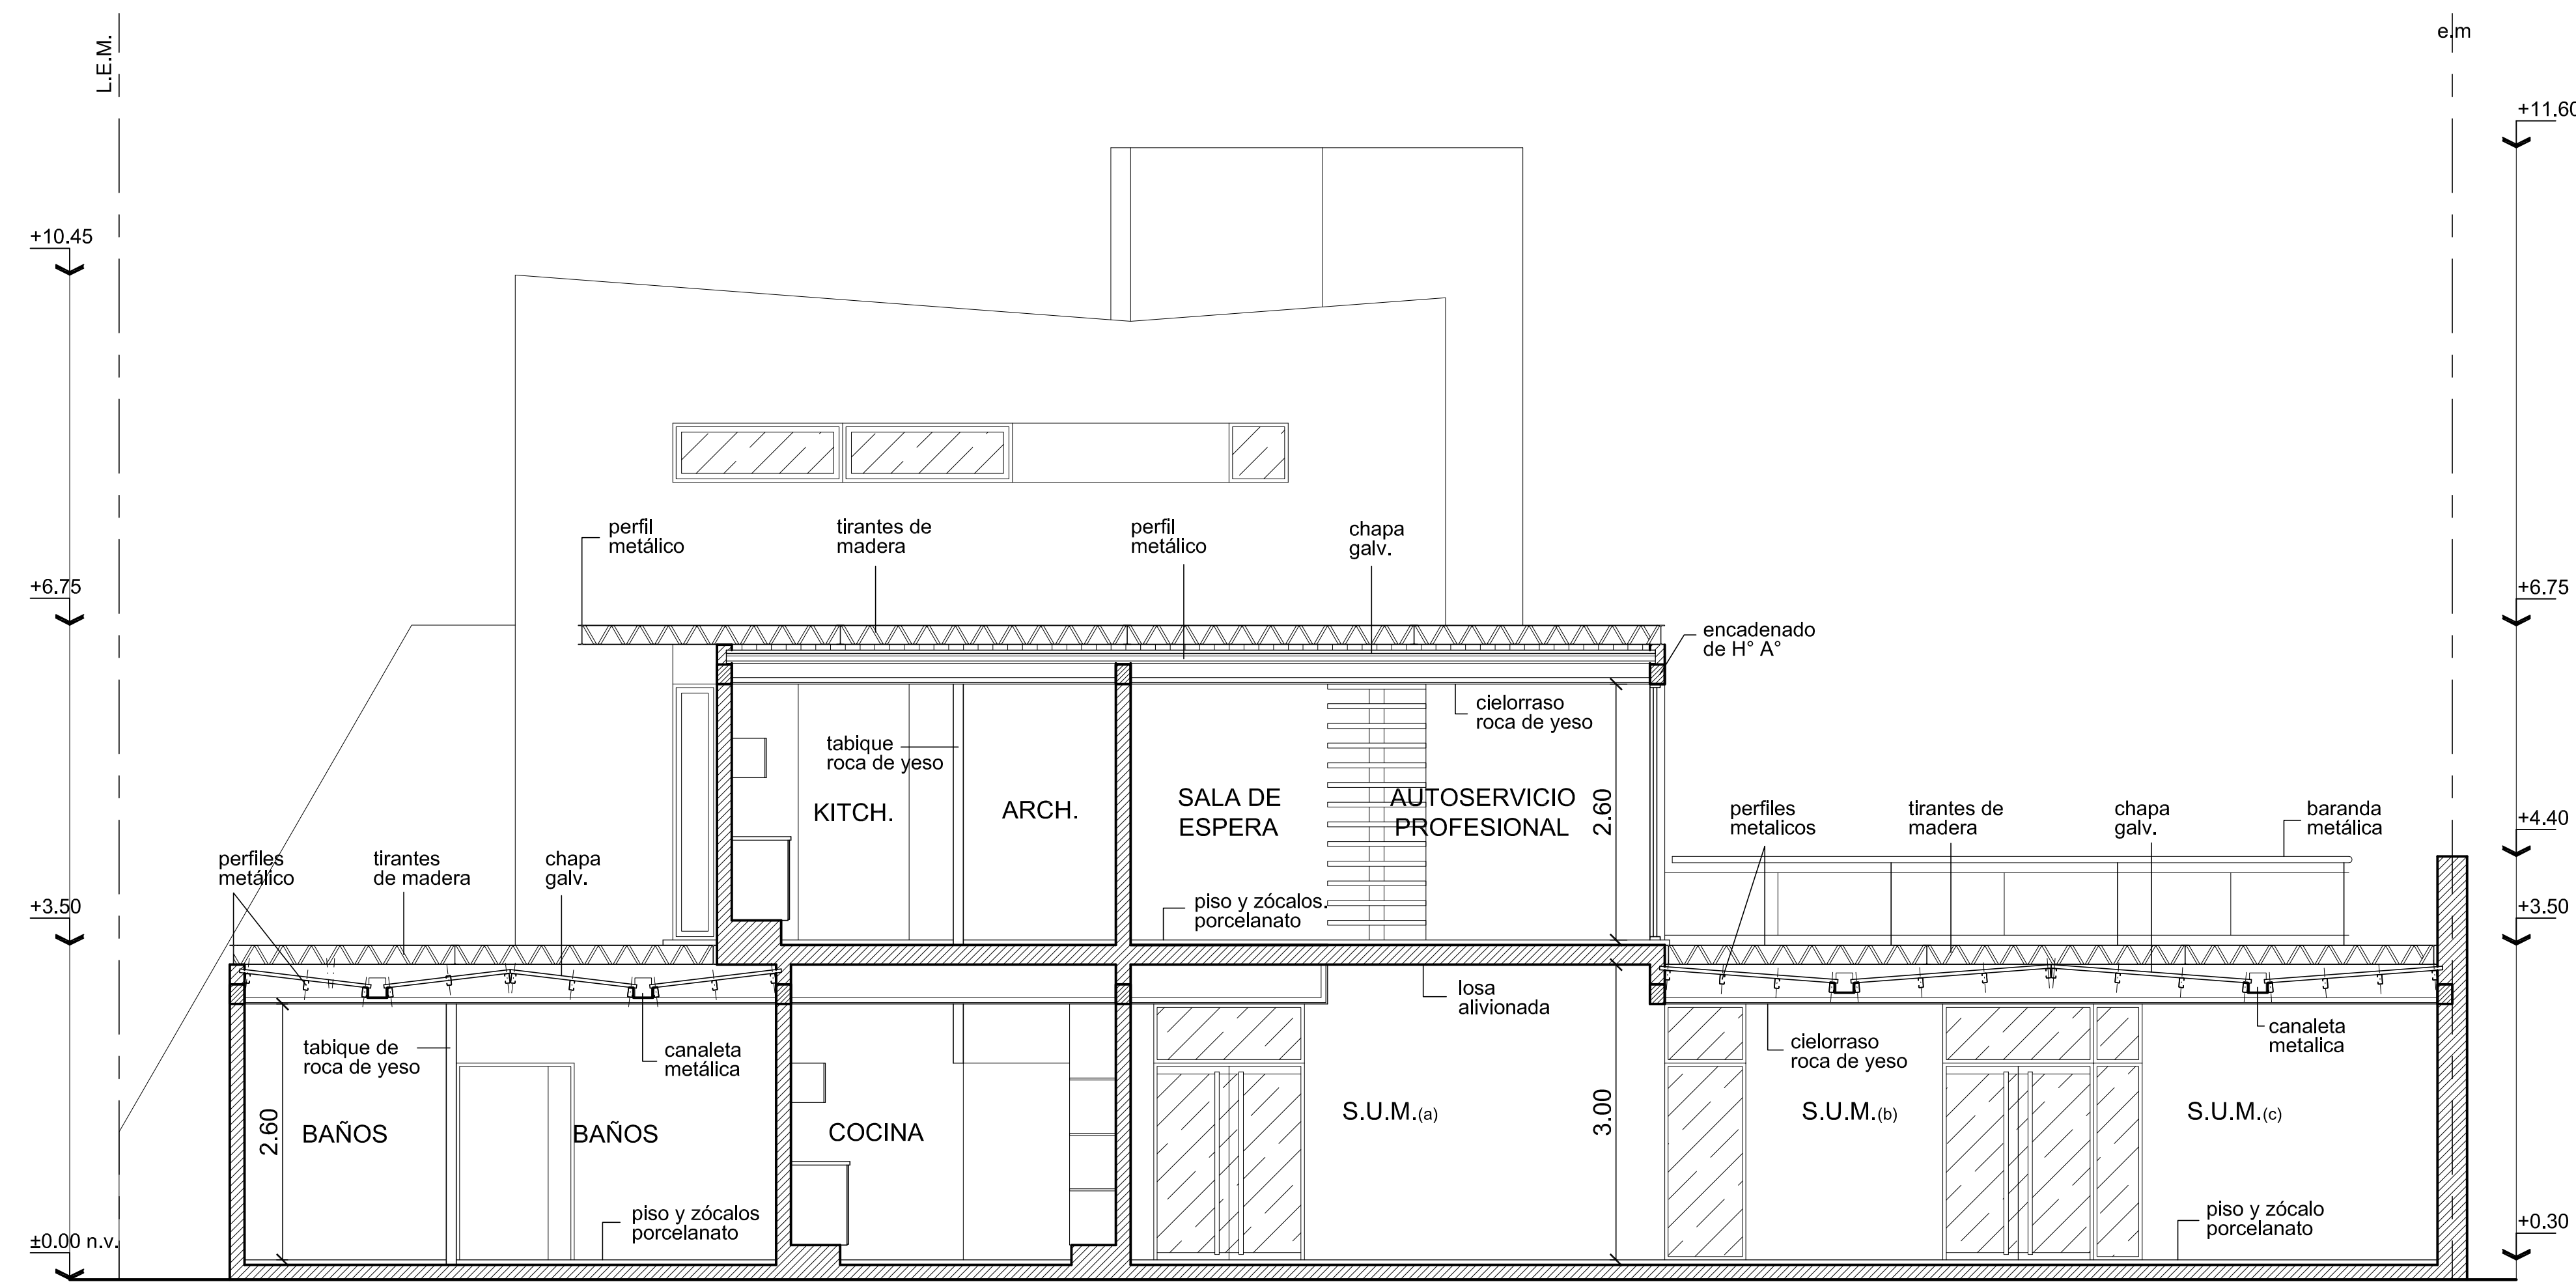 L.E.M.
e.m
+11.60
+10.45
perfil
metálico
tirantes de
madera
perfil
metálico
chapa
galv.
+6.75
+6.75
encadenado
de H° A°
cielorraso
roca de yeso
tabique
roca de yeso
KITCH.
ARCH.
SALA DE
ESPERA
AUTOSERVICIO
PROFESIONAL
2.60
perfiles
metalicos
tirantes de
madera
chapa
galv.
baranda
metálica
+4.40
perfiles
metálico
tirantes
de madera
chapa
galv.
piso y zócalos.
porcelanato
+3.50
+3.50
losa
alivionada
tabique de
roca de yeso
canaleta
metálica
cielorraso
roca de yeso
canaleta
metalica
2.60
BAÑOS
BAÑOS
COCINA
S.U.M.(a)
3.00
S.U.M.(b)
S.U.M.(c)
piso y zócalos
porcelanato
piso y zócalo
porcelanato
±0.00 n.v.
+0.30